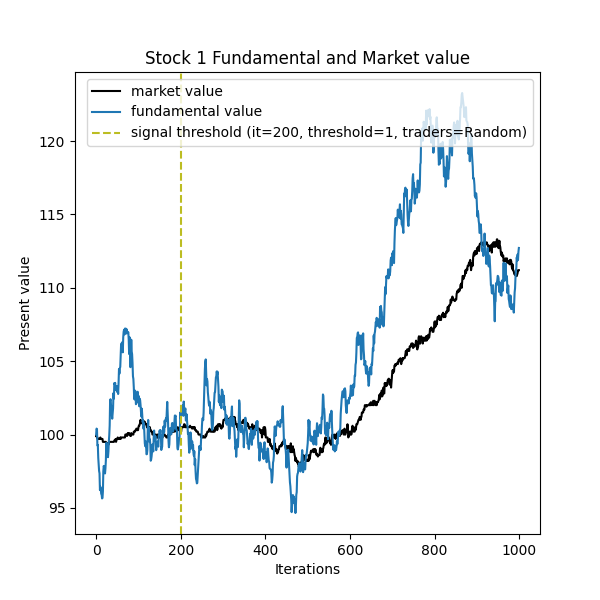 Stock 1 Fundamental and Market value
market value
fundamental value
signal threshold (it=200, threshold=1, traders=Random)
Present value
120
115
110
105
100
95
0 200 400 600 800 1000
Iterations